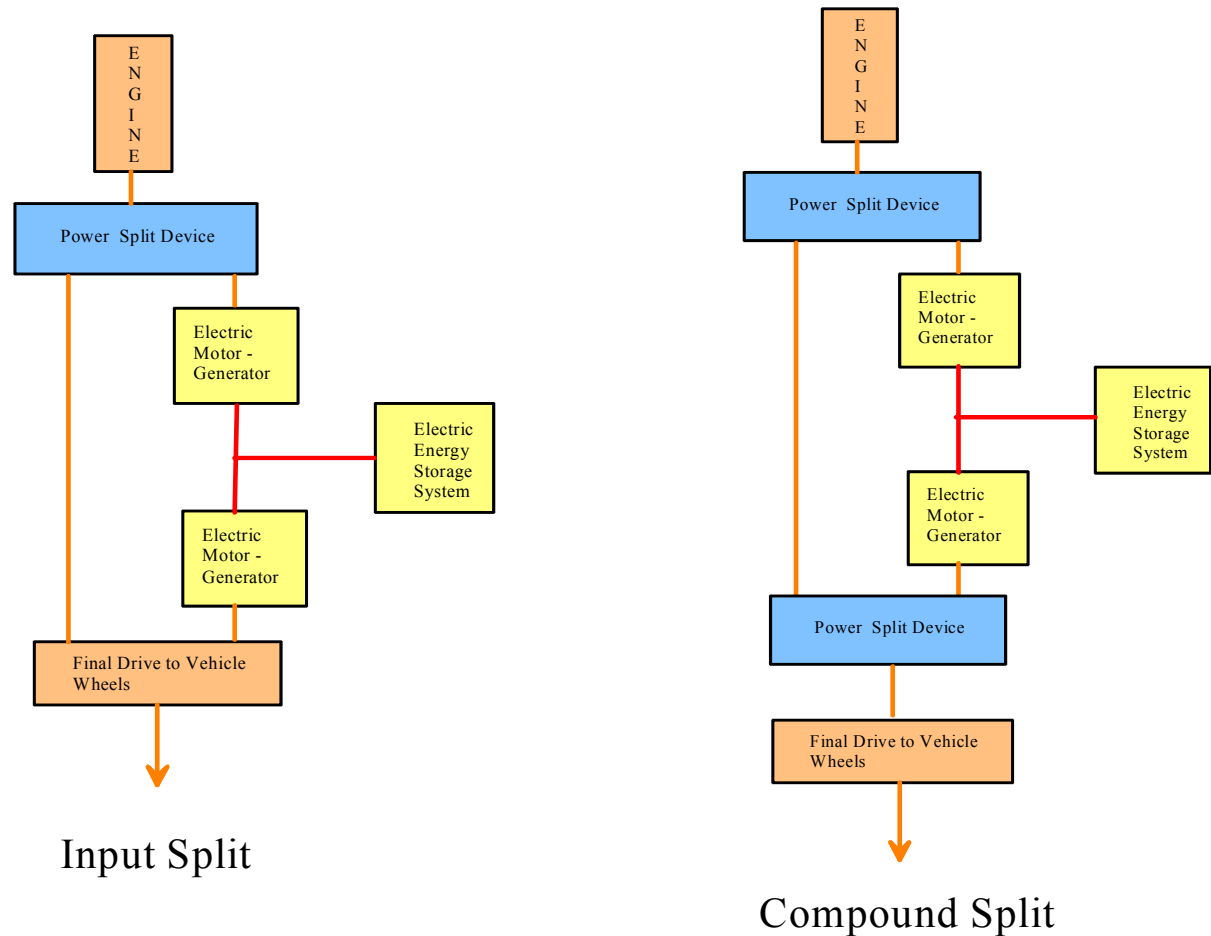 E
N
G
I
N
E
Power Split Device
Electric
Motor -
Generator
Electric
Energy
Storage
System
Electric
Motor -
Generator
Final Drive to Vehicle
Wheels
Input Split
E
N
G
I
N
E
Power Split Device
Electric
Motor -
Generator
Electric
Energy
Storage
System
Electric
Motor -
Generator
Power Split Device
Final Drive to Vehicle
Wheels
Compound Split